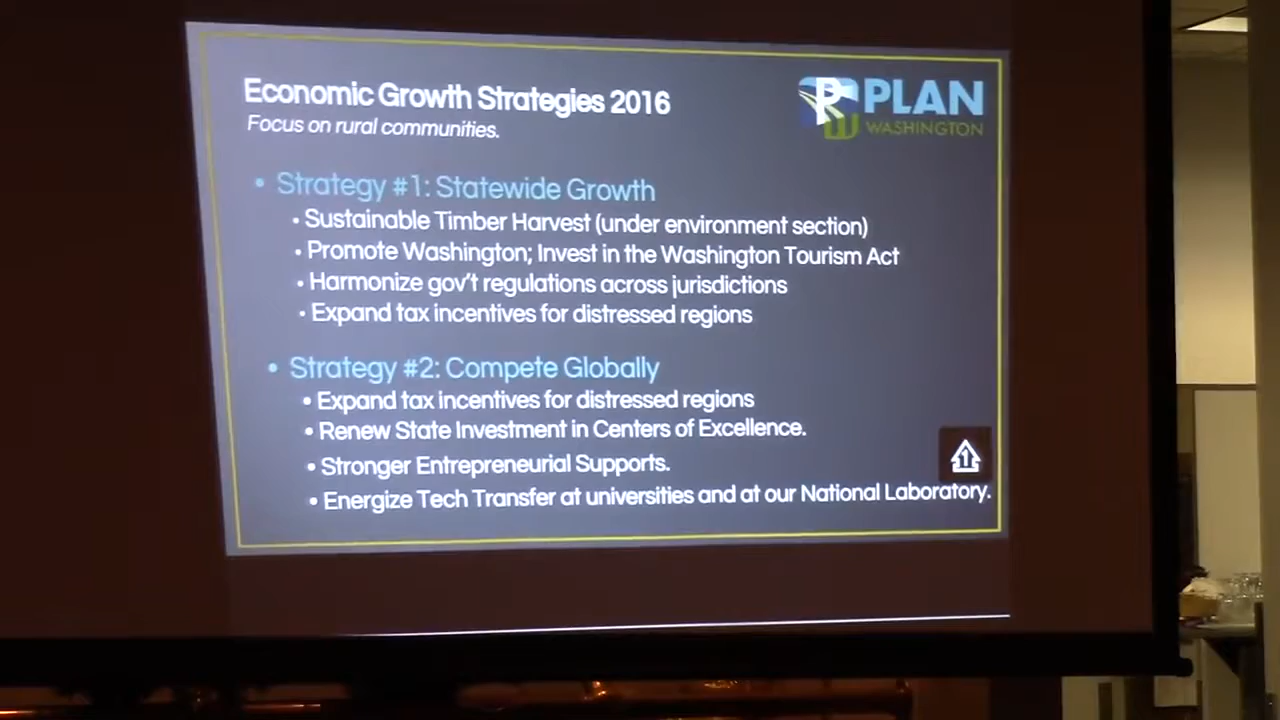 Economic Growth Strategies 2016
Focus on rural communities.
PLAN
WASHINGTON
• Strategy #1: Statewide Growth
• Sustainable Timber Harvest (under environment section)
• Promote Washington; Invest in the Washington Tourism Act
• Harmonize gov't regulations across jurisdictions
• Expand tax incentives for distressed regions
• Strategy #2: Compete Globally
• Expand tax incentives for distressed regions
• Renew State Investment in Centers of Excellence.
• Stronger Entrepreneurial Supports.
• Energize Tech Transfer at universities and at our National Laboratory.
1